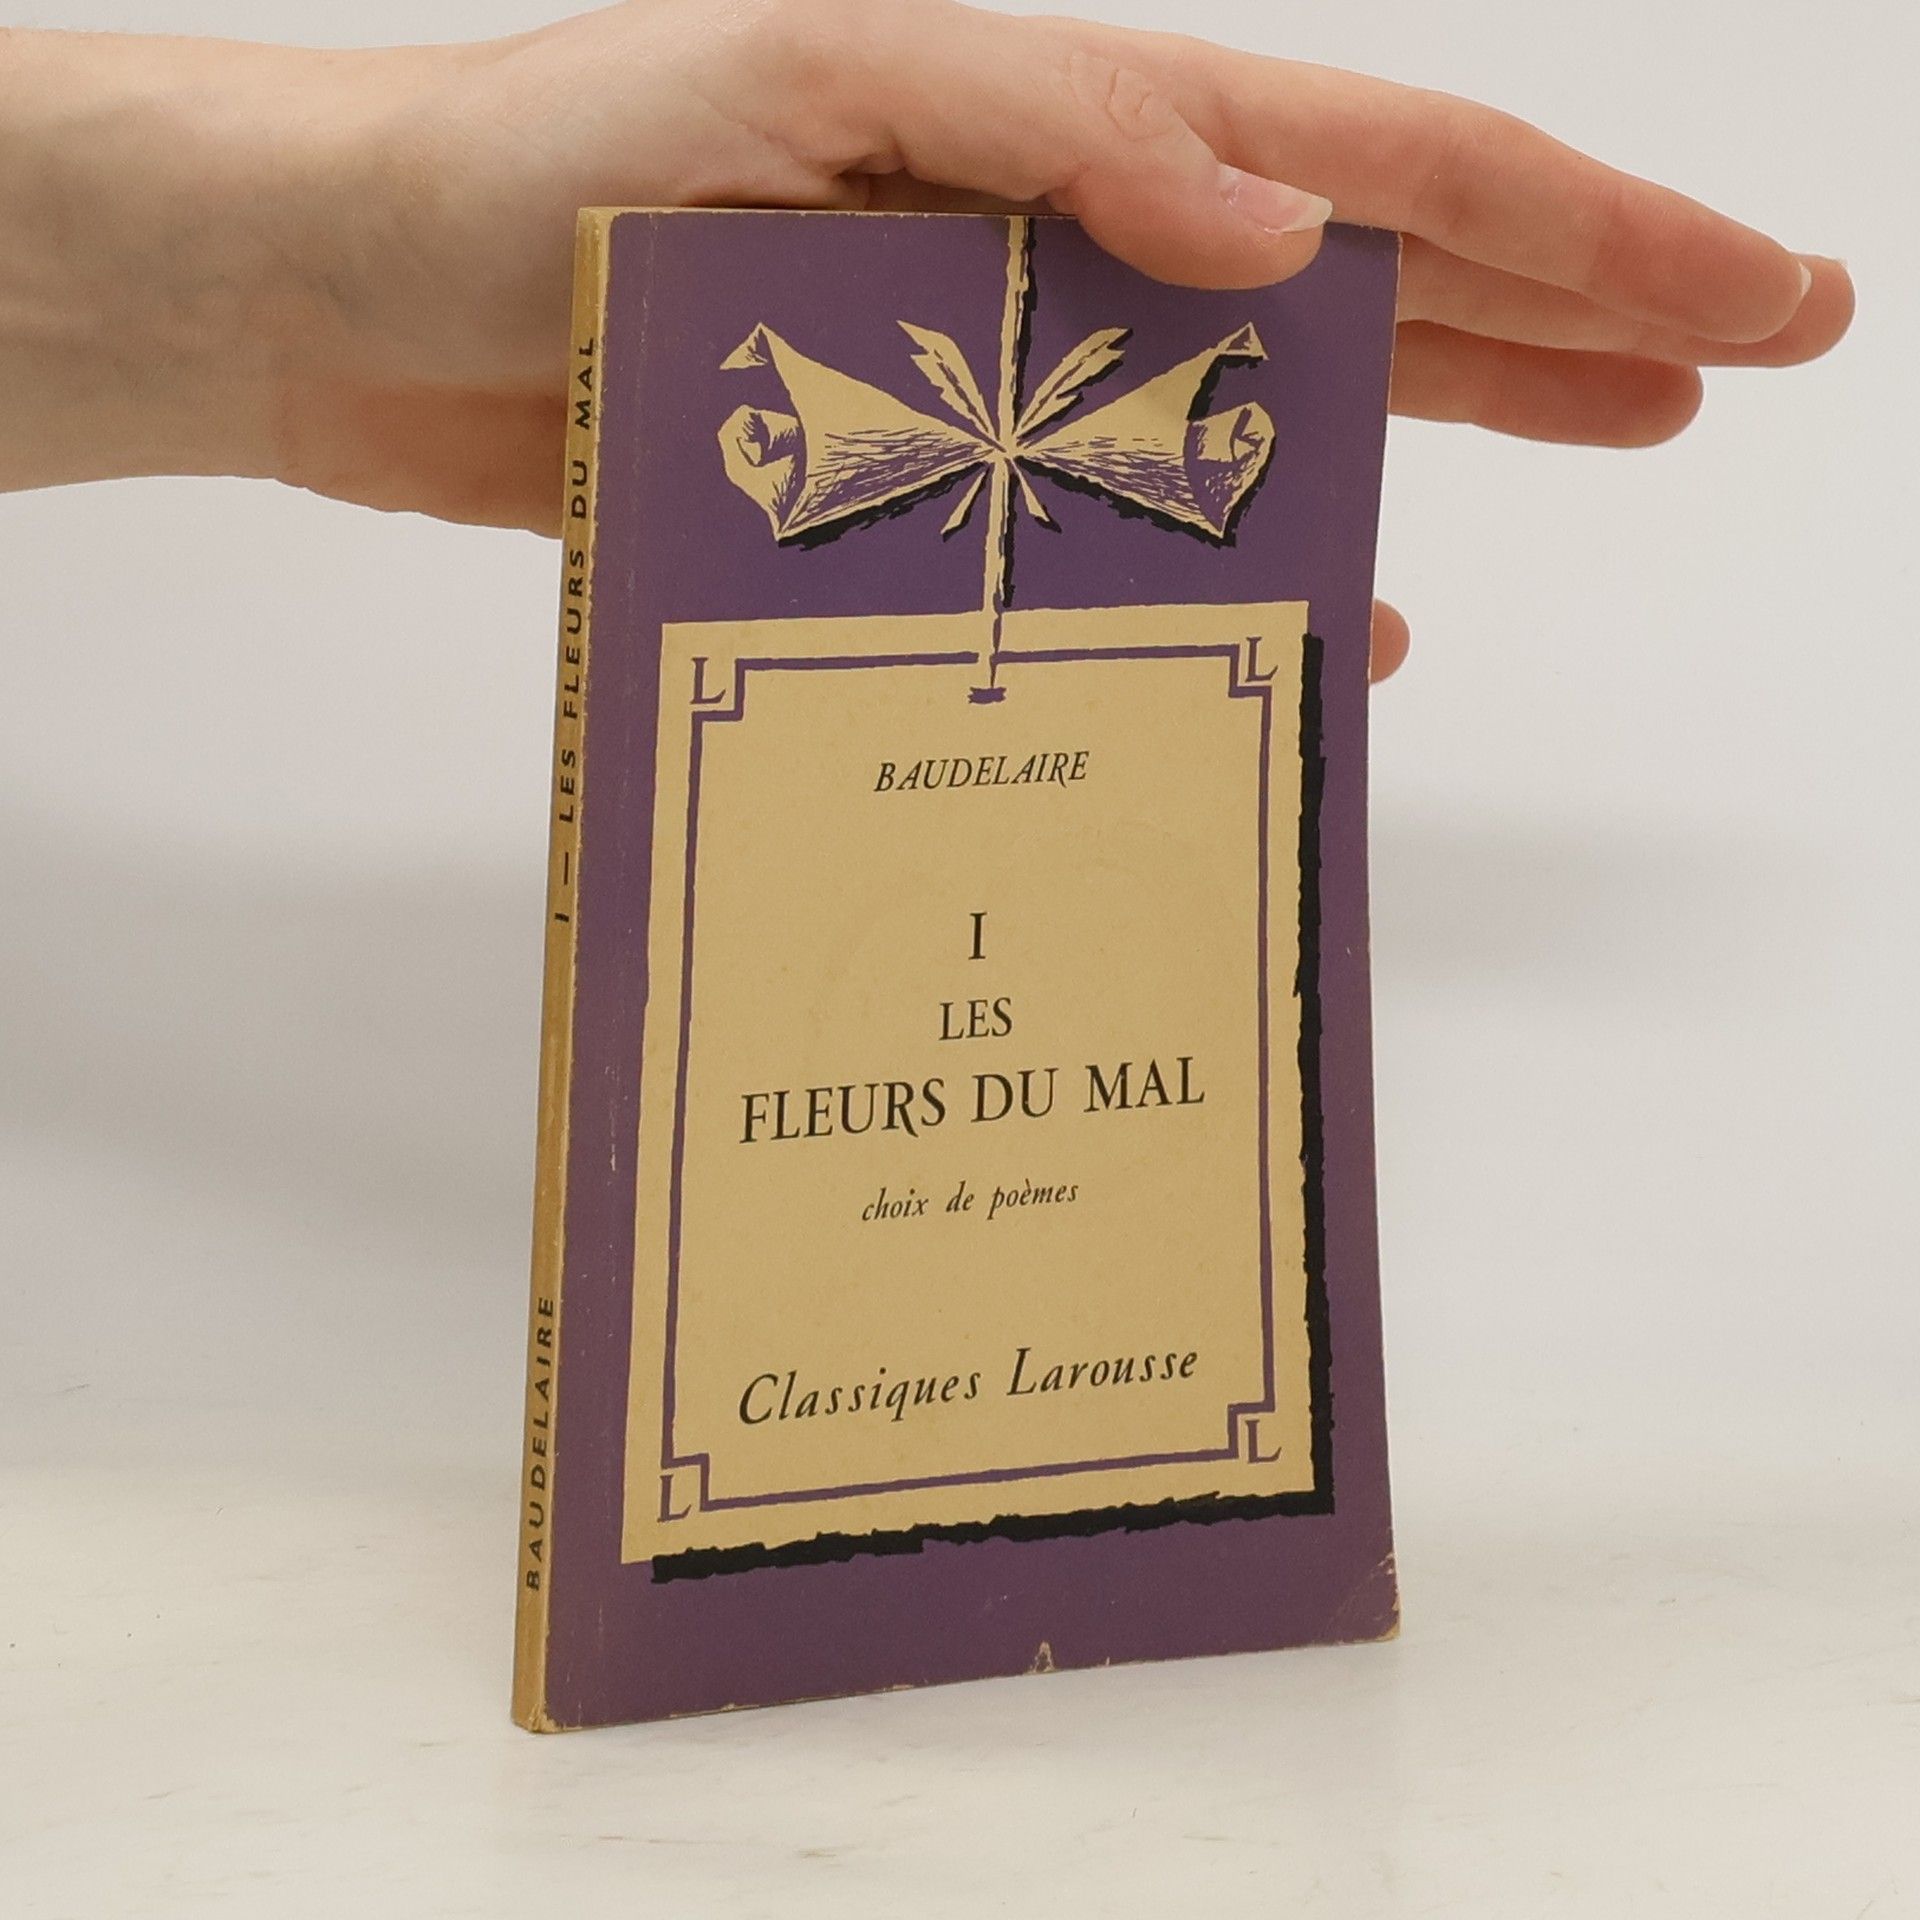 I — LES FLEURS DU MAL
BAUDELAIRE
L L
BAUDELAIRE
I
LES
FLEURS DU MAL
choix de poèmes
Classiques Larousse
L L